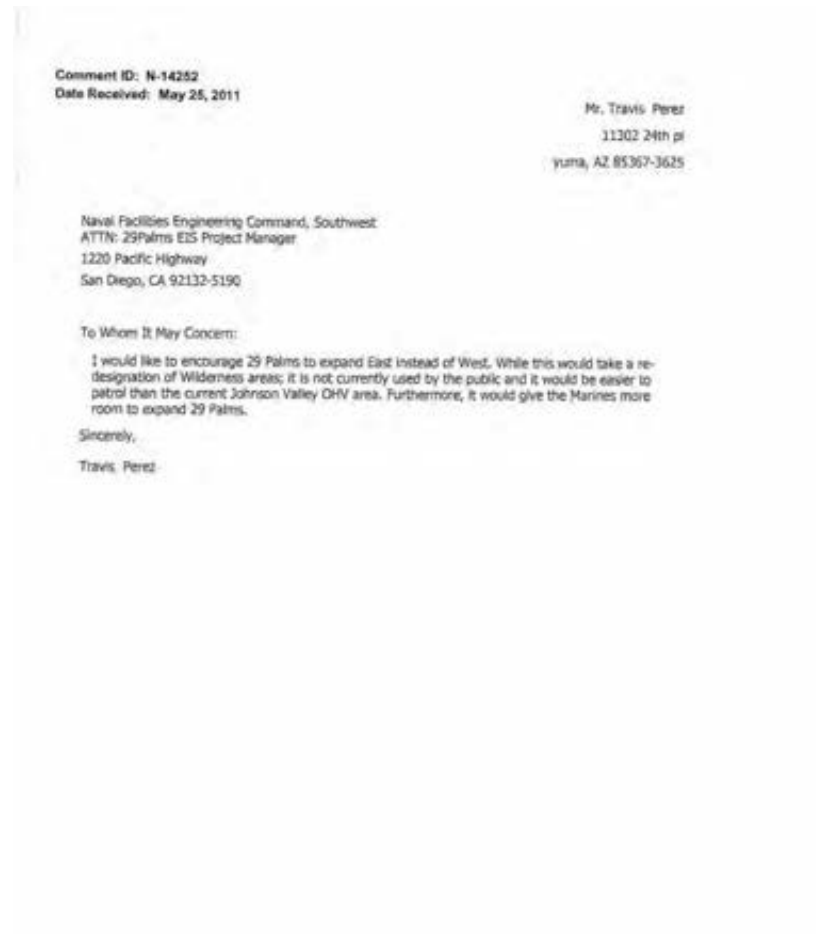 Comment ID: N-14252
Date Received: May 25, 2011
Mr. Travis Perez
11302 24th pl
yuma, AZ 85367-3625
Naval Facilities Engineering Command, Southwest
ATTN: 29Palms EIS Project Manager
1220 Pacific Highway
San Diego, CA 92132-5190
To Whom It May Concern:
I would like to encourage 29 Palms to expand East instead of West. While this would take a re-
designation of Wilderness areas; it is not currently used by the public and it would be easier to
patrol than the current Johnson Valley OHV area. Furthermore, it would give the Marines more
room to expand 29 Palms.
Sincerely,
Travis Perez